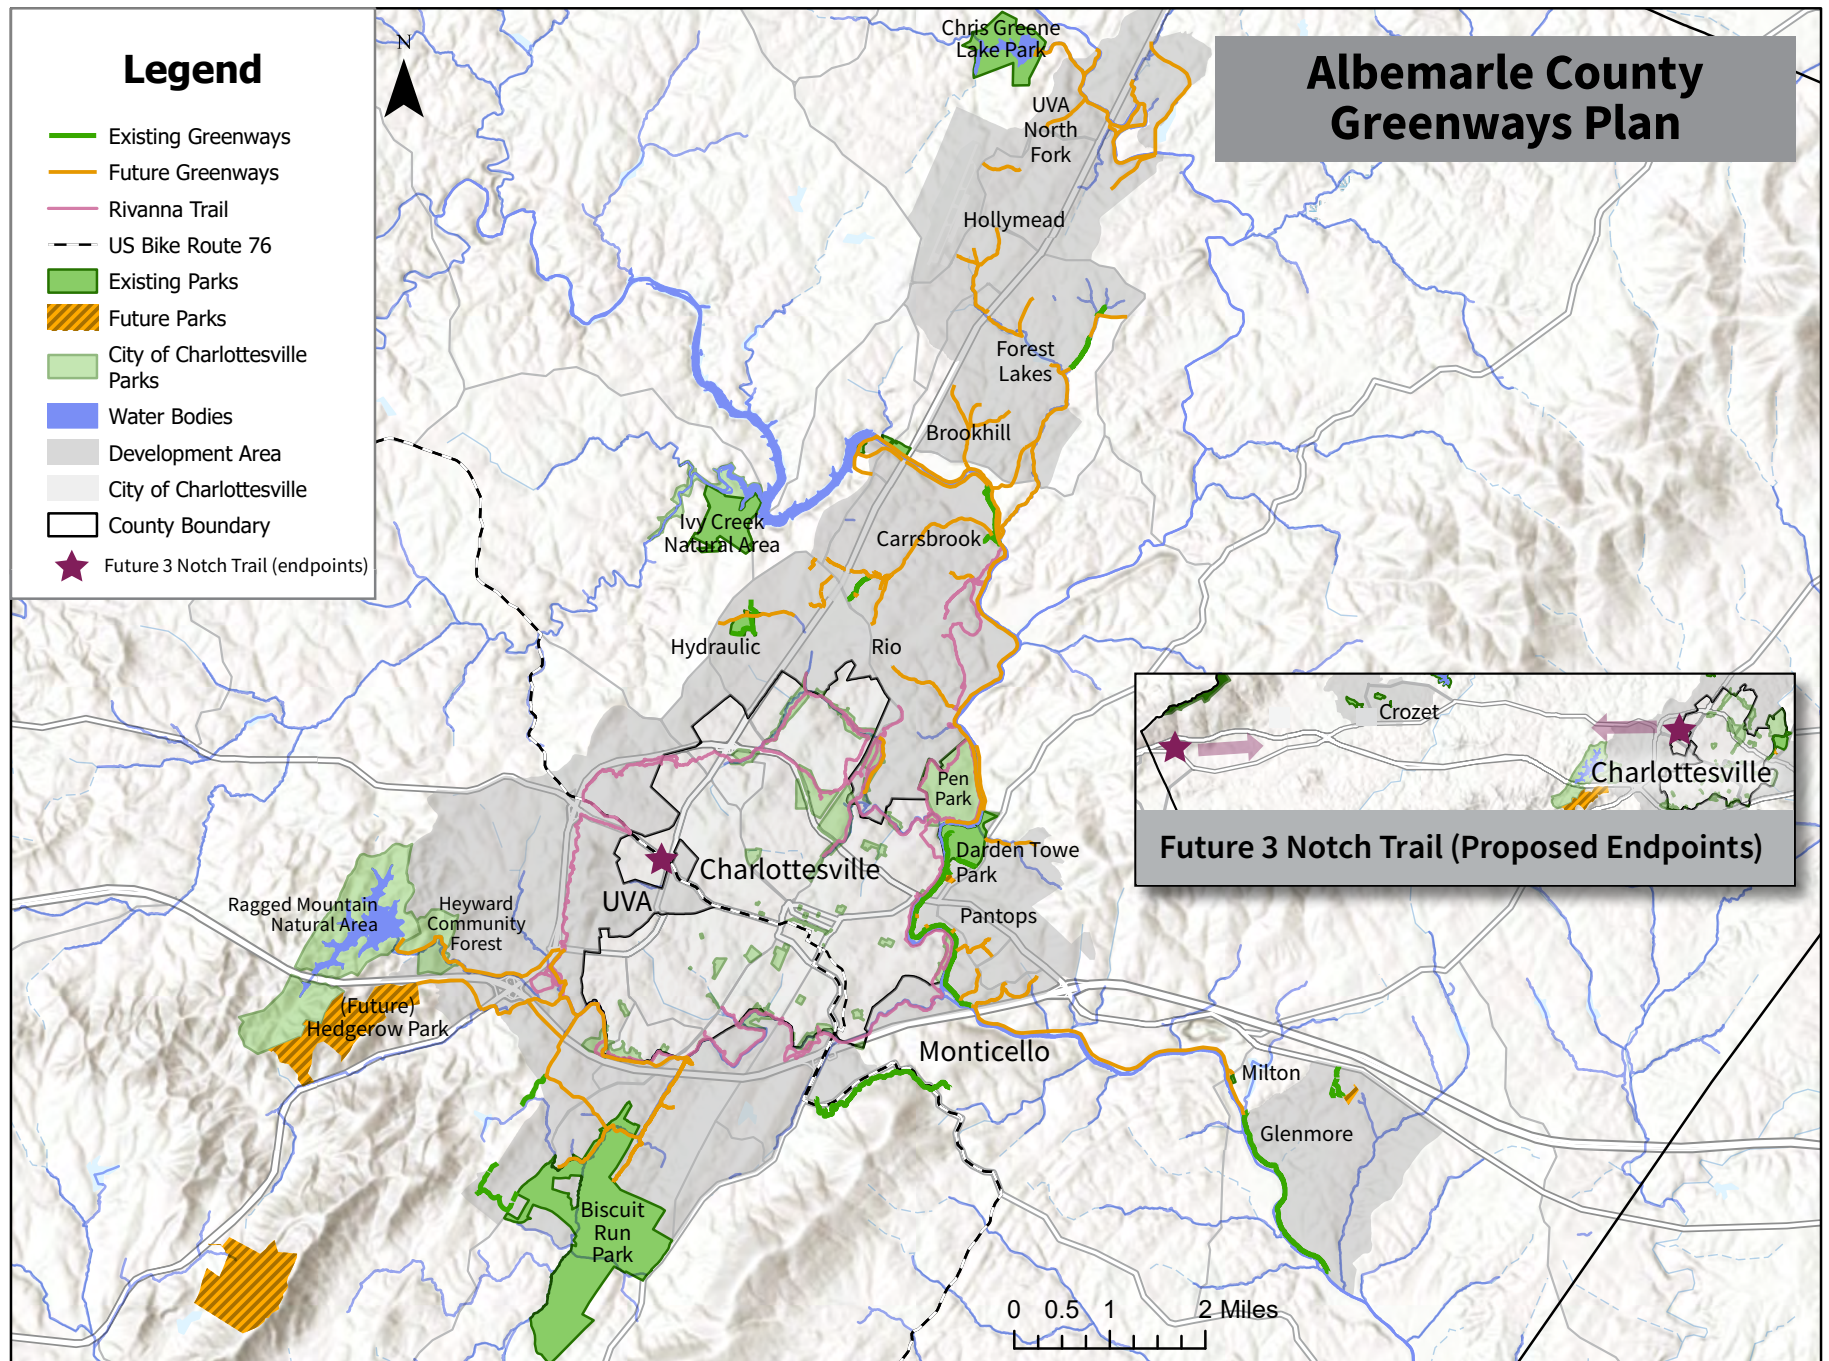 Legend
Existing Greenways
Future Greenways
Rivanna Trail
US Bike Route 76
Existing Parks
Future Parks
City of Charlottesville
Parks
Water Bodies
Development Area
City of Charlottesville
County Boundary
Future 3 Notch Trail (endpoints)
N
Albemarle County
Greenways Plan
Chris Greene
Lake Park
UVA
North
Fork
Hollymead
Forest
Lakes
Brookhill
Ivy Creek
Natural Area
Carrsbrook
Hydraulic
Rio
Pen
Park
Darden Towe
Park
Charlottesville
UVA
Pantops
Ragged Mountain
Natural Area
Heyward
Community
Forest
(Future)
Hedgerow Park
Monticello
Milton
Glenmore
Biscuit
Run
Park
Crozet
Charlottesville
Future 3 Notch Trail (Proposed Endpoints)
0 0.5 1 2 Miles